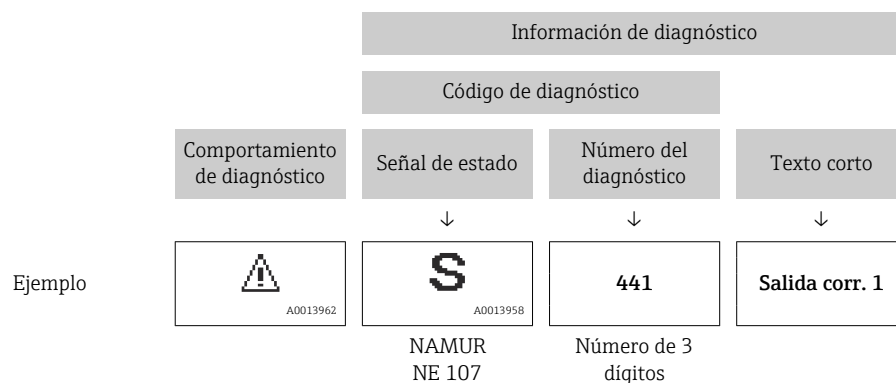 Información de diagnóstico
Código de diagnóstico
Comportamiento
de diagnóstico
Señal de estado
Número del
diagnóstico
Texto corto
↓
↓
↓
Ejemplo
⚠
A0013962
S
A0013958
441
Salida corr. 1
NAMUR
NE 107
Número de 3
dígitos